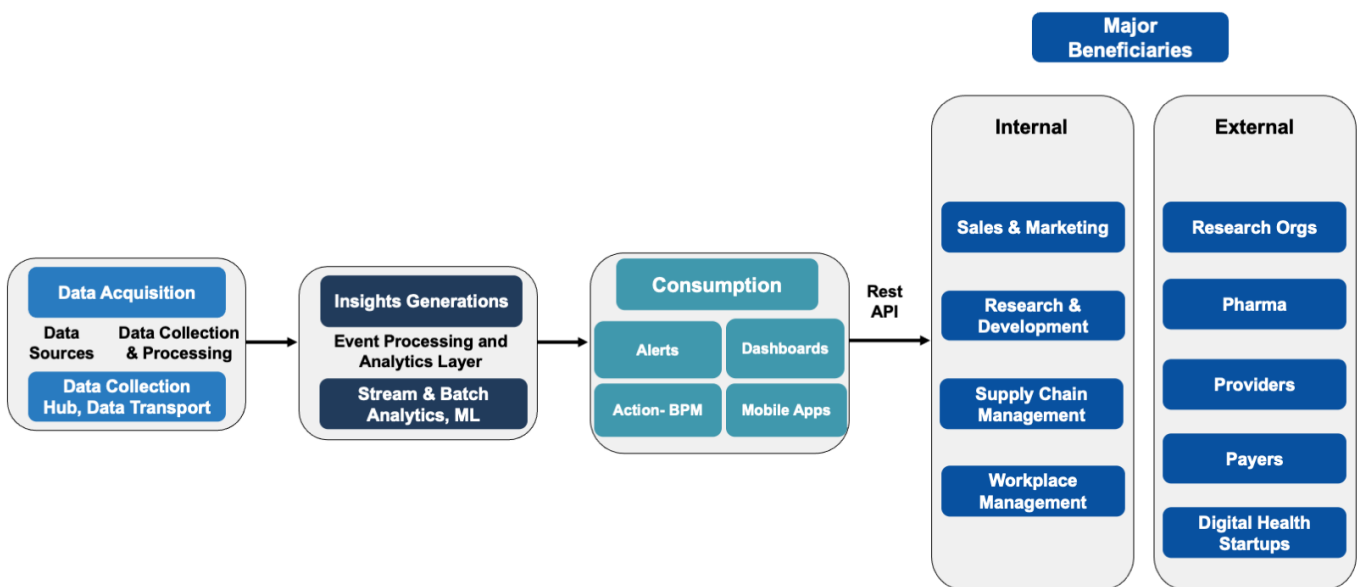 Major
Beneficiaries
Data Acquisition
Data
Sources
Data Collection
& Processing
Data Collection
Hub, Data Transport
Insights Generations
Event Processing and
Analytics Layer
Stream & Batch
Analytics, ML
Consumption
Alerts
Dashboards
Action- BPM
Mobile Apps
Rest
API
Internal
Sales & Marketing
Research &
Development
Supply Chain
Management
Workplace
Management
External
Research Orgs
Pharma
Providers
Payers
Digital Health
Startups